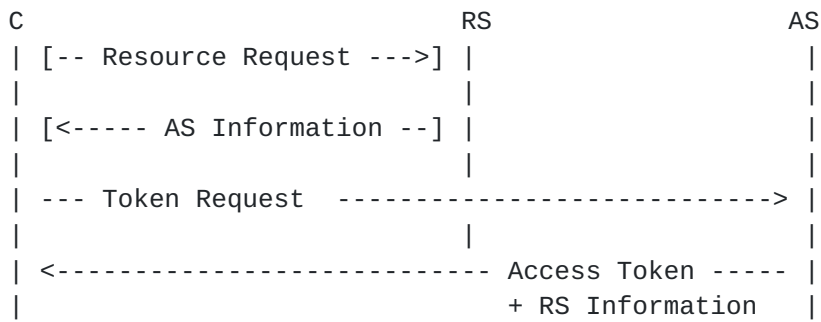 C                            RS                   AS
| [-- Resource Request --->] |                     |
|                            |                     |
| [<----- AS Information --] |                     |
|                            |                     |
| --- Token Request  ----------------------------> |
|                            |                     |
| <---------------------------- Access Token ----- |
|                               + RS Information   |